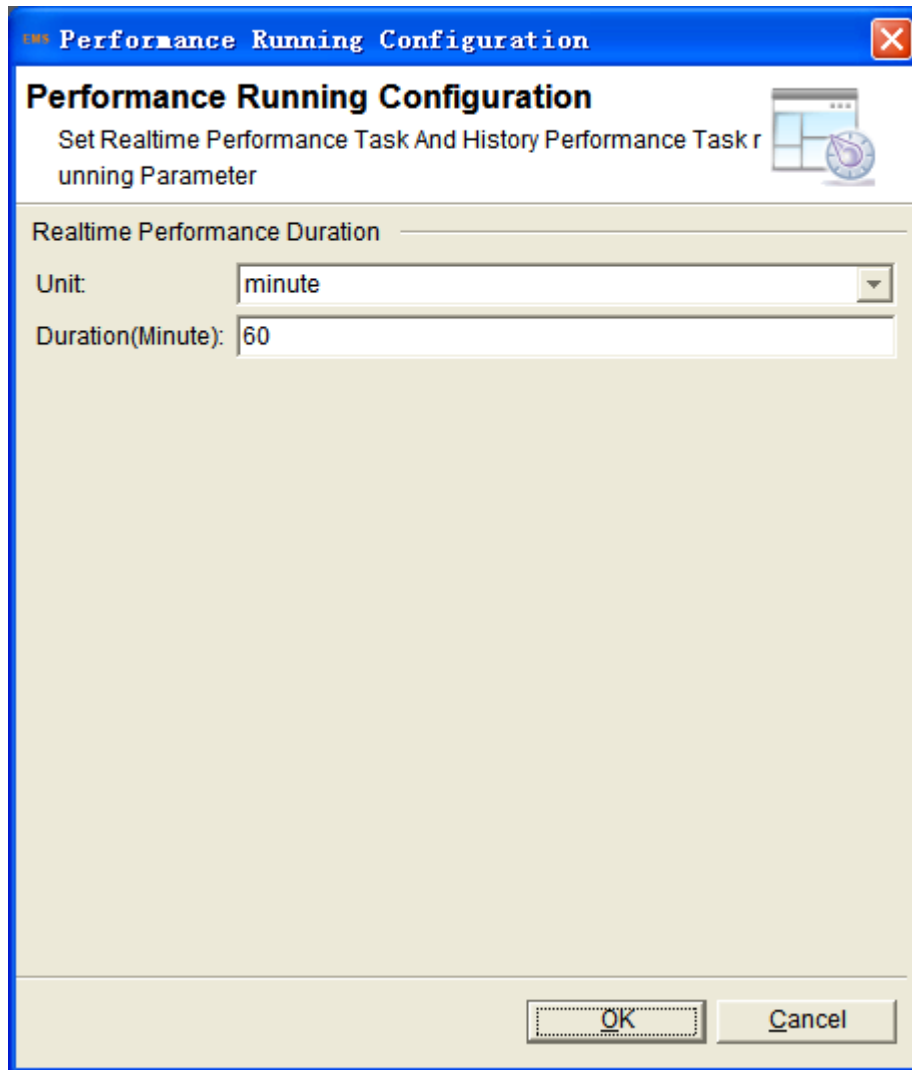 EMS Performance Running Configuration
Performance Running Configuration
Set Realtime Performance Task And History Performance Task r
unning Parameter
Realtime Performance Duration
Unit: minute
Duration(Minute): 60
OK Cancel